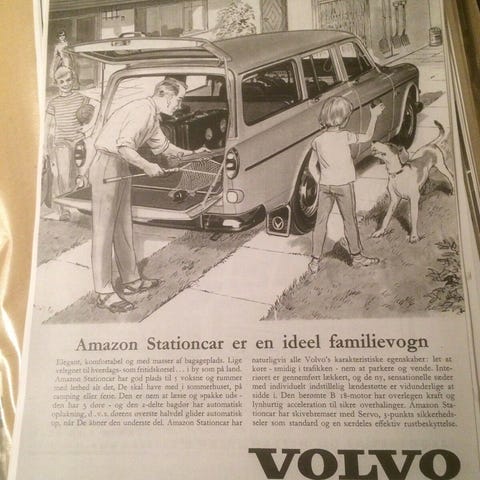 Amazon Stationcar er en ideel familievogn
Elegant, komfortabel og med masser af bagageplads. Lige
velegnet til hverdags- som fritidskørsel . . . i by som på land.
Amazon Stationcar har god plads til 5 voksne og rummer
med lethed alt det, De skal have med i sommerhuset, på
camping eller ferie. Den er nem at læsse og »pakke ud« -
den har 5 døre - og den 2-delte bagdør har automatisk
oplukning, d.v.s. dørens øverste halvdel glider automatisk
op, når De åbner den underste del. Amazon Stationcar har
naturligvis alle Volvo's karakteristiske egenskaber: let at
køre - smidig i trafikken - nem at parkere og vende. Inte-
riøret er gennemført lækkert, og de ny, sensationelle sæder
med individuelt indstillelig lændestøtte er vidunderlige at
sidde i. Den berømte B 18-motor har overlegen kraft og
lynhurtig acceleration til sikre overhalinger. Amazon Sta-
tioncar har skivebremser med Servo, 3-punkts sikkerheds-
seler som standard og en særdeles effektiv rustbeskyttelse.
VOLVO